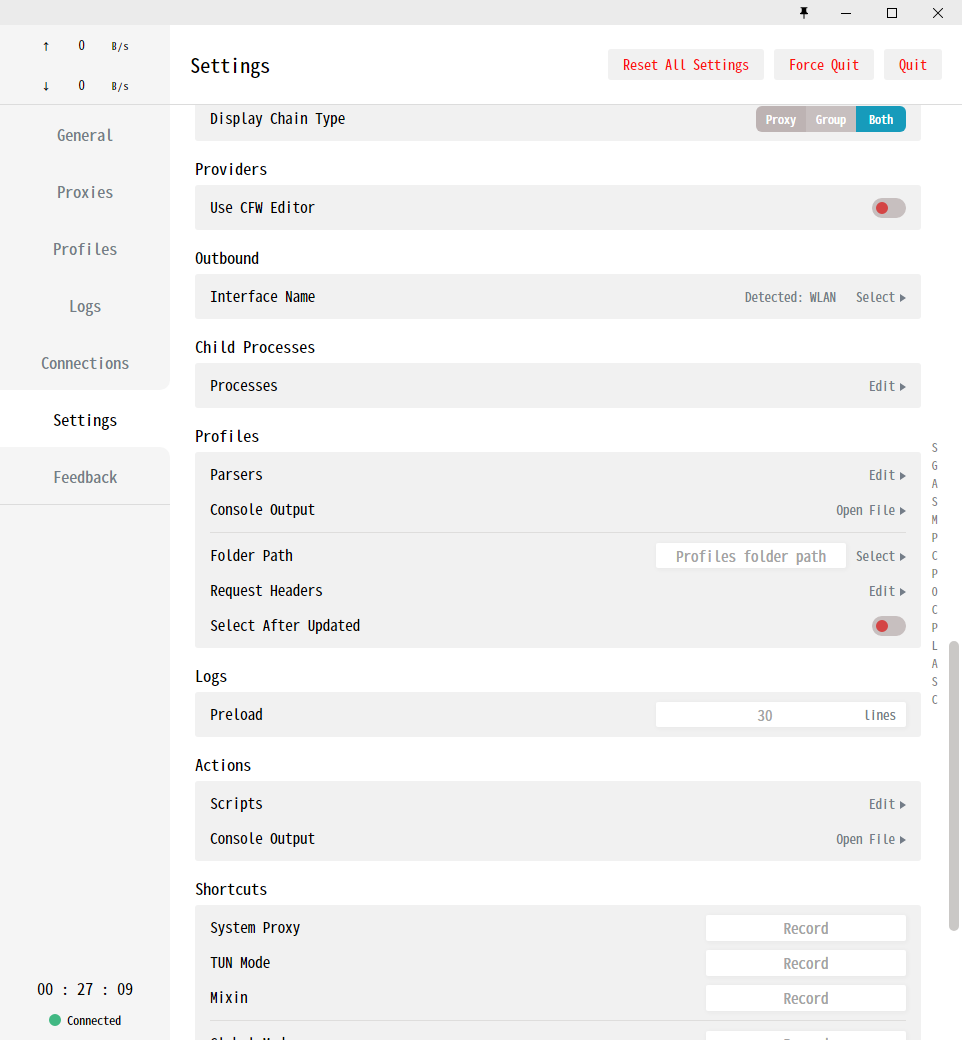 ↑ 0 B/s
↓ 0 B/s
Settings
Reset All Settings Force Quit Quit
General
Proxies
Profiles
Logs
Connections
Settings
Feedback
00 : 27 : 09
Connected
Display Chain Type Proxy Group Both
Providers
Use CFW Editor
Outbound
Interface Name Detected: WLAN Select
Child Processes
Processes Edit
Profiles
Parsers Edit
Console Output Open File
Folder Path Profiles folder path Select
Request Headers Edit
Select After Updated
Logs
Preload 30 lines
Actions
Scripts Edit
Console Output Open File
Shortcuts
System Proxy Record
TUN Mode Record
Mixin Record
S
G
A
S
M
P
C
P
O
C
P
L
A
S
C